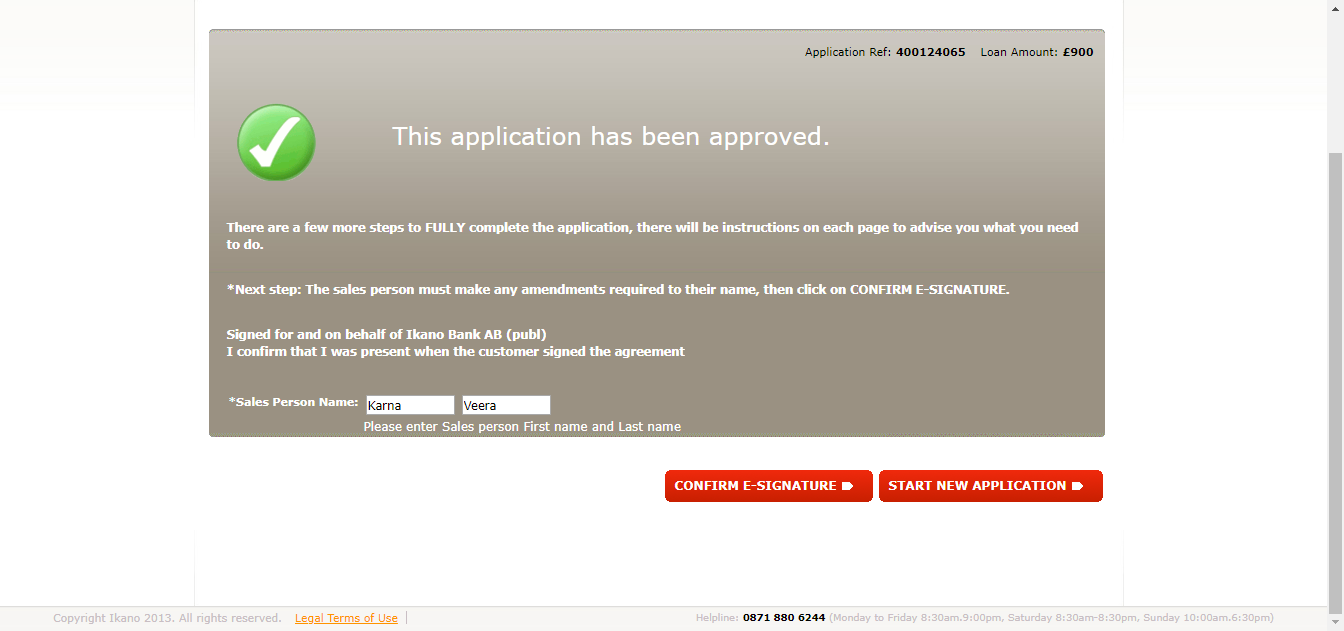 Application Ref: 400124065 Loan Amount: £900
This application has been approved.
There are a few more steps to FULLY complete the application, there will be instructions on each page to advise you what you need
to do.
*Next step: The sales person must make any amendments required to their name, then click on CONFIRM E-SIGNATURE.
Signed for and on behalf of Ikano Bank AB (publ)
I confirm that I was present when the customer signed the agreement
*Sales Person Name: Karna Veera
Please enter Sales person First name and Last name
CONFIRM E-SIGNATURE START NEW APPLICATION
Copyright Ikano 2013. All rights reserved. Legal Terms of Use Helpline: 0871 880 6244 (Monday to Friday 8:30am.9:00pm, Saturday 8:30am-8:30pm, Sunday 10:00am.6:30pm)